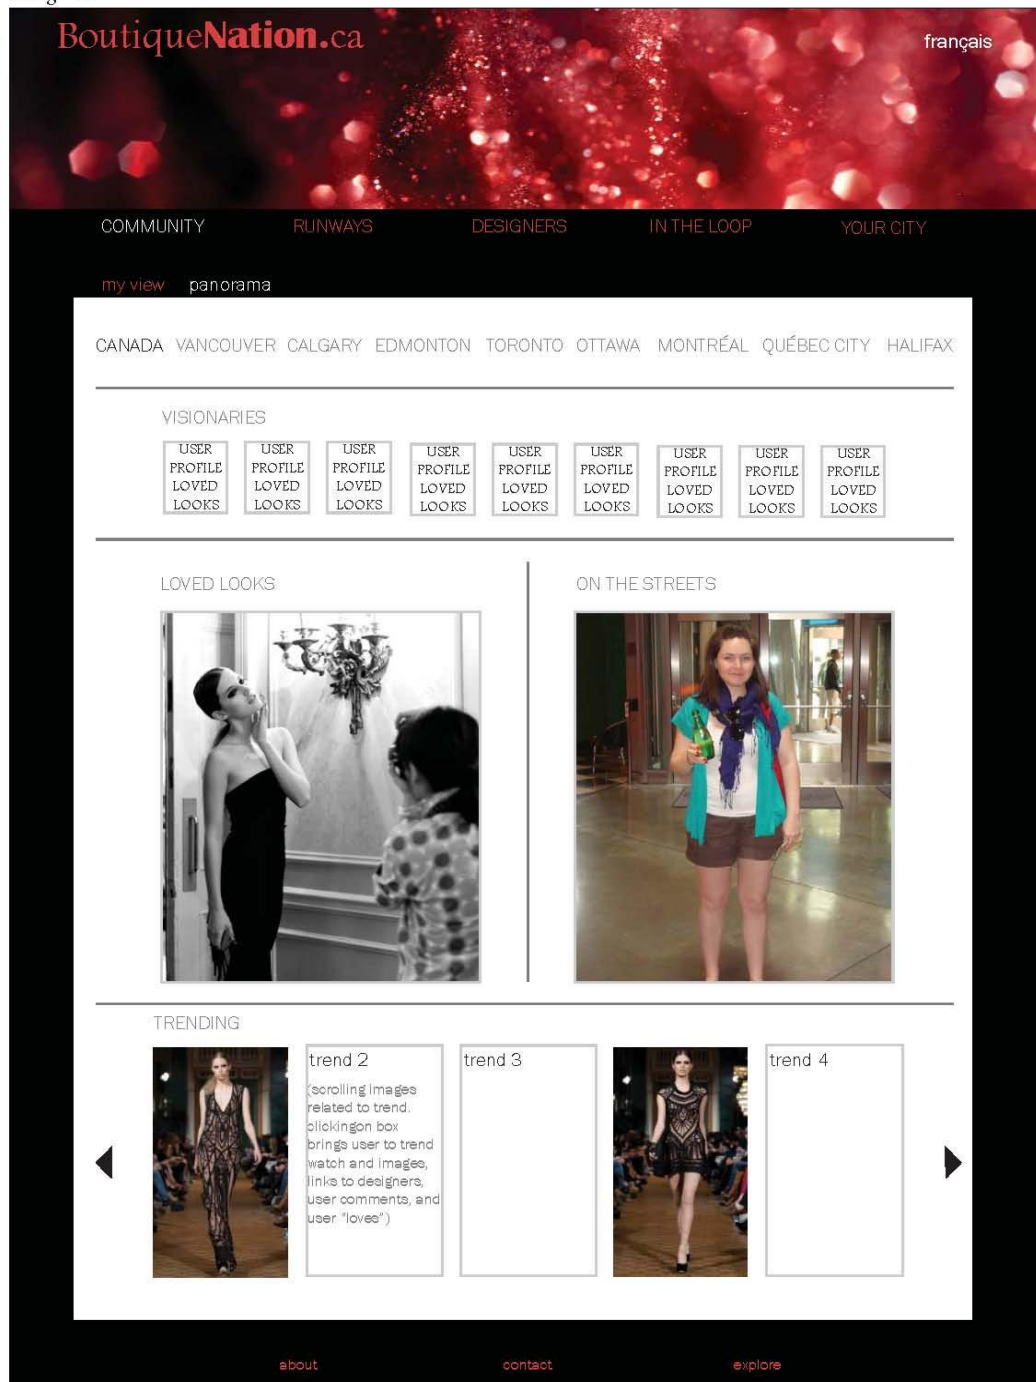 BoutiqueNation.ca
français
COMMUNITY RUNWAYS DESIGNERS IN THE LOOP YOUR CITY
my view panorama
CANADA VANCOUVER CALGARY EDMONTON TORONTO OTTAWA MONTRÉAL QUÉBEC CITY HALIFAX
VISIONARIES
USER USER USER USER USER USER USER USER USER
PROFILE PROFILE PROFILE PROFILE PROFILE PROFILE PROFILE PROFILE PROFILE
LOVED LOVED LOVED LOVED LOVED LOVED LOVED LOVED LOVED
LOOKS LOOKS LOOKS LOOKS LOOKS LOOKS LOOKS LOOKS LOOKS
LOVED LOOKS
ON THE STREETS
TRENDING
trend 2
(scrolling images
related to trend.
clickingon box
brings user to trend
watch and images,
links to designers,
user comments, and
user "loves")
trend 3
trend 4
about contact explore